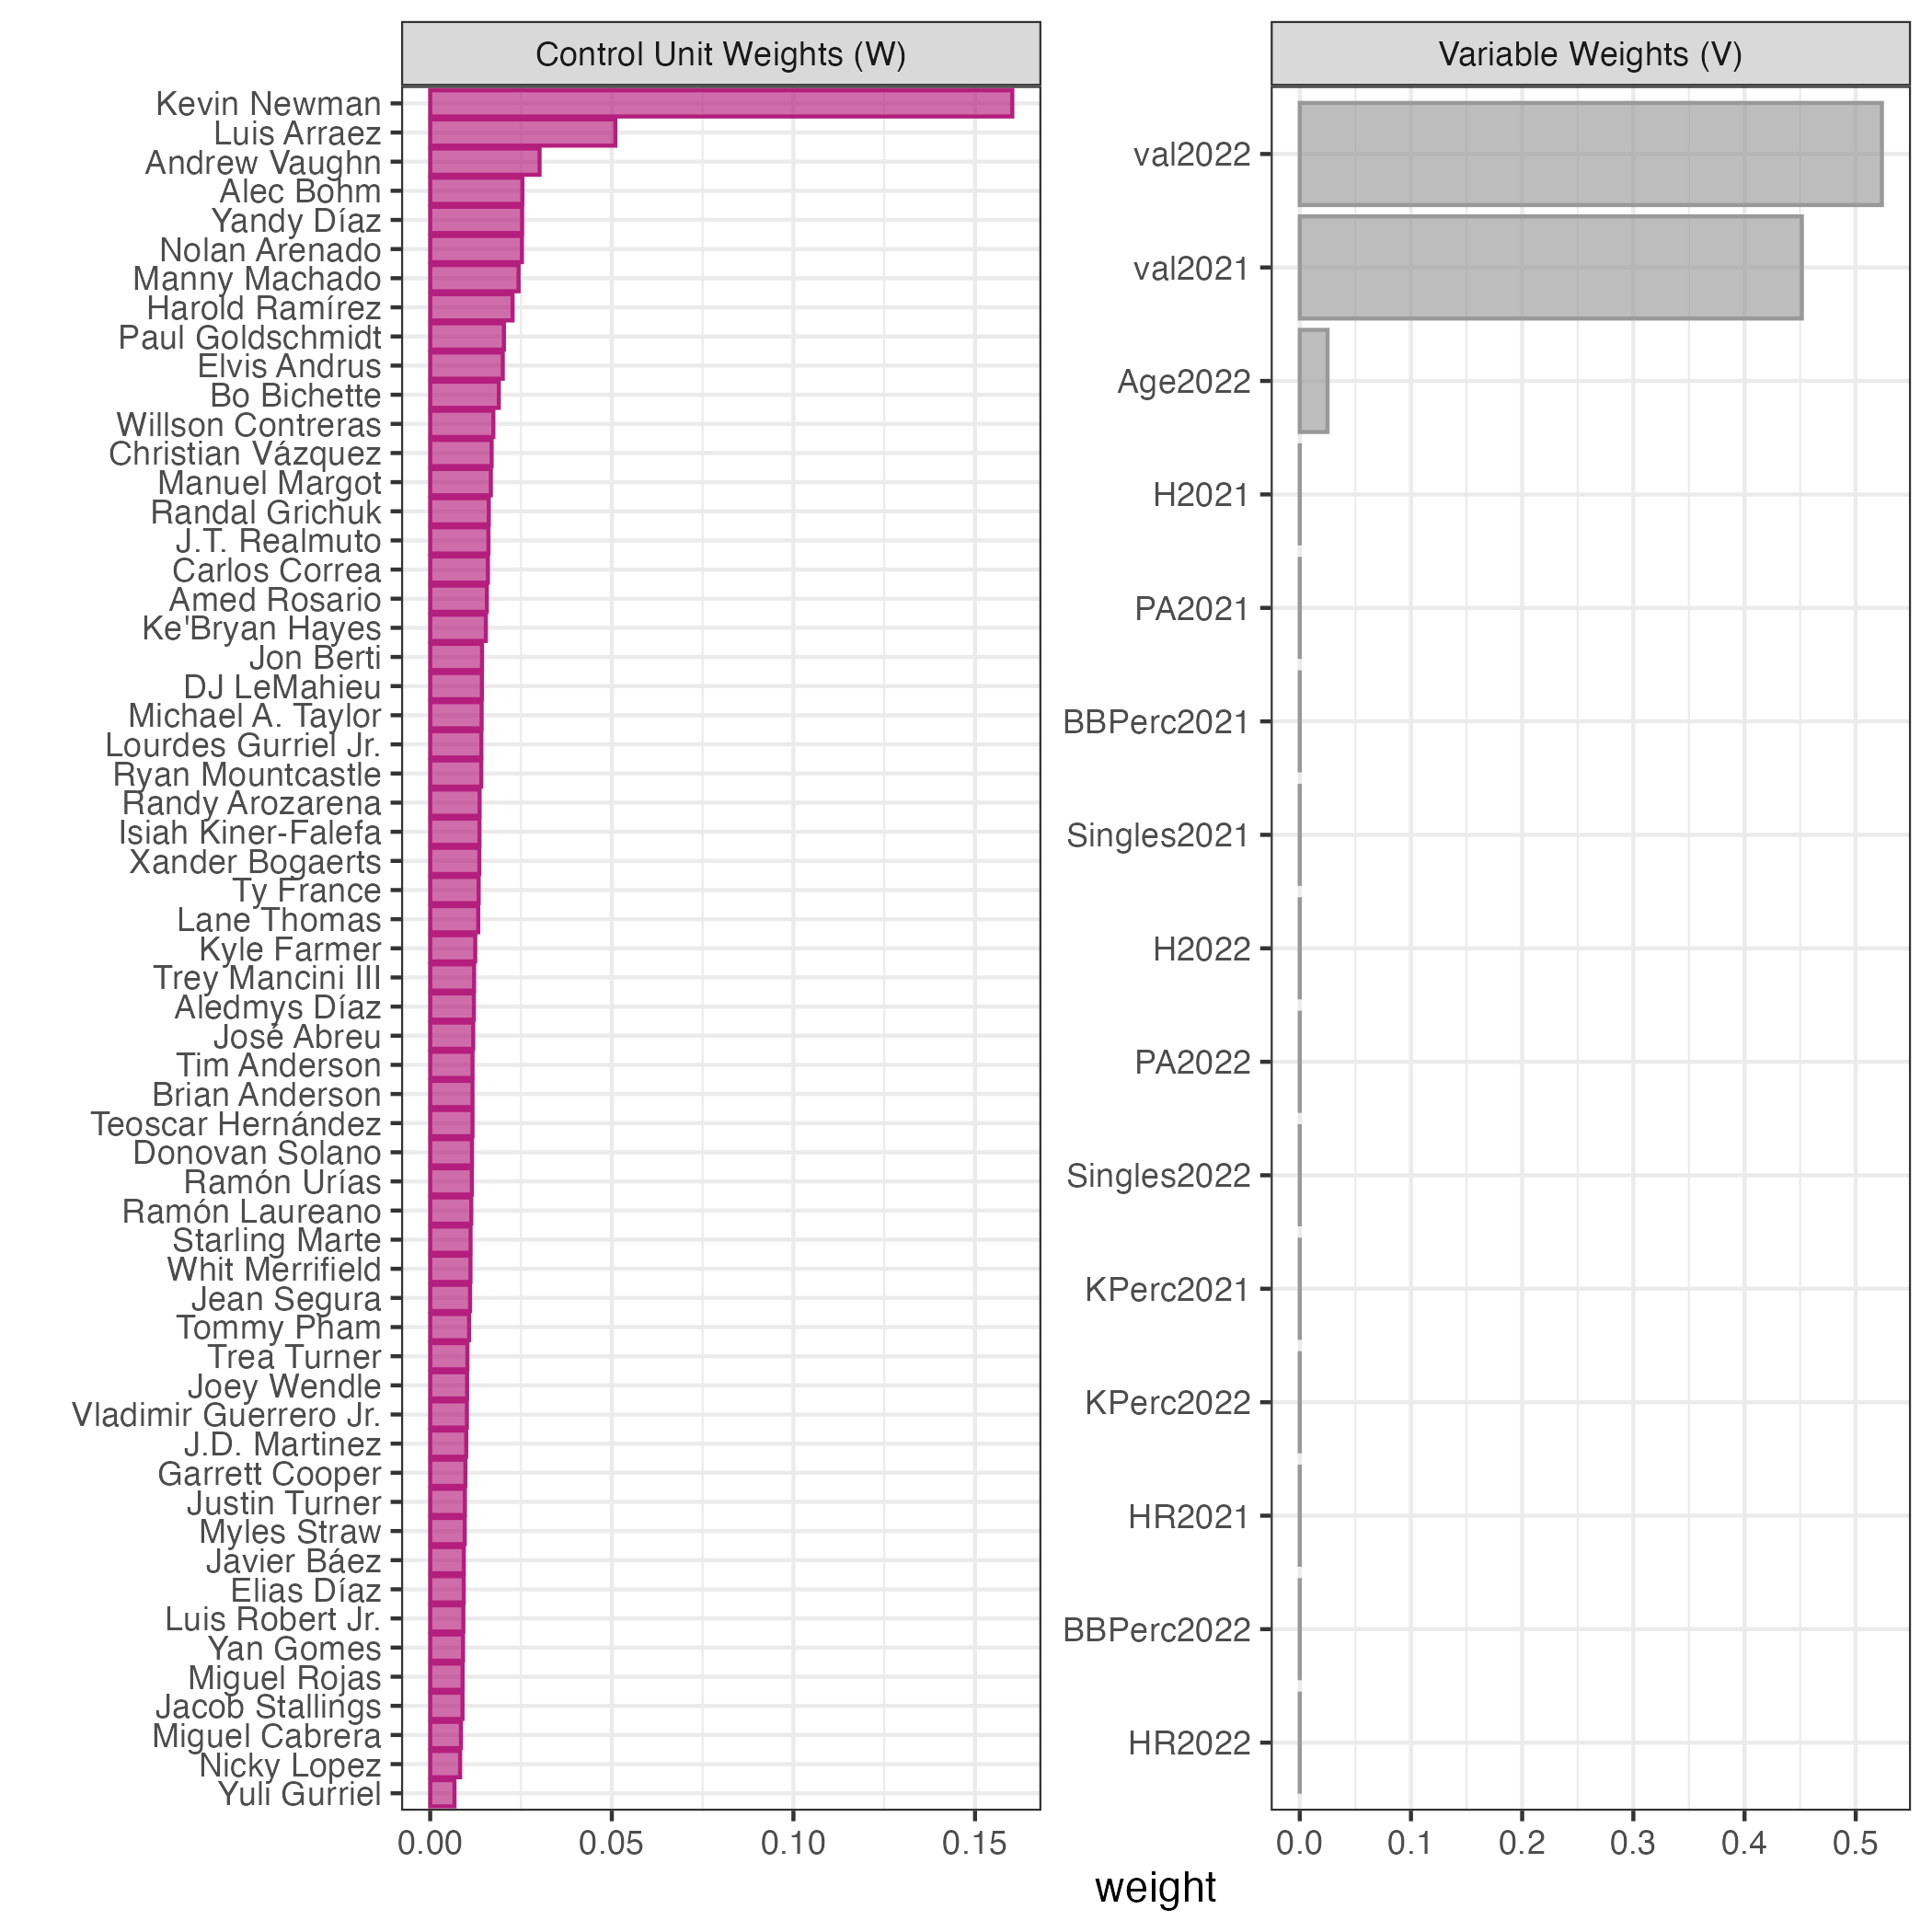 Control Unit Weights (W)
Kevin Newman
Luis Arraez
Andrew Vaughn
Alec Bohm
Yandy Díaz
Nolan Arenado
Manny Machado
Harold Ramírez
Paul Goldschmidt
Elvis Andrus
Bo Bichette
Willson Contreras
Christian Vázquez
Manuel Margot
Randal Grichuk
J.T. Realmuto
Carlos Correa
Amed Rosario
Ke'Bryan Hayes
Jon Berti
DJ LeMahieu
Michael A. Taylor
Lourdes Gurriel Jr.
Ryan Mountcastle
Randy Arozarena
Isiah Kiner-Falefa
Xander Bogaerts
Ty France
Lane Thomas
Kyle Farmer
Trey Mancini III
Aledmys Díaz
José Abreu
Tim Anderson
Brian Anderson
Teoscar Hernández
Donovan Solano
Ramón Urías
Ramón Laureano
Starling Marte
Whit Merrifield
Jean Segura
Tommy Pham
Trea Turner
Joey Wendle
Vladimir Guerrero Jr.
J.D. Martinez
Garrett Cooper
Justin Turner
Myles Straw
Javier Báez
Elias Díaz
Luis Robert Jr.
Yan Gomes
Miguel Rojas
Jacob Stallings
Miguel Cabrera
Nicky Lopez
Yuli Gurriel
0.00 0.05 0.10 0.15
Variable Weights (V)
val2022
val2021
Age2022
H2021
PA2021
BBPerc2021
Singles2021
H2022
PA2022
Singles2022
KPerc2021
KPerc2022
HR2021
BBPerc2022
HR2022
0.0 0.1 0.2 0.3 0.4 0.5
weight